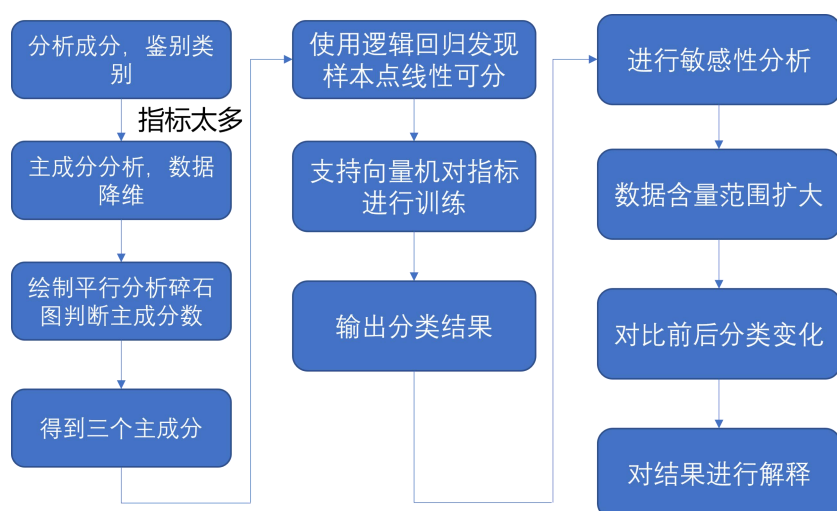 分析成分，鉴别类
别
指标太多
主成分分析，数据
降维
绘制平行分析碎石
图判断主成分数
得到三个主成分
使用逻辑回归发现
样本点线性可分
支持向量机对指标
进行训练
输出分类结果
进行敏感性分析
数据含量范围扩大
对比前后分类变化
对结果进行解释